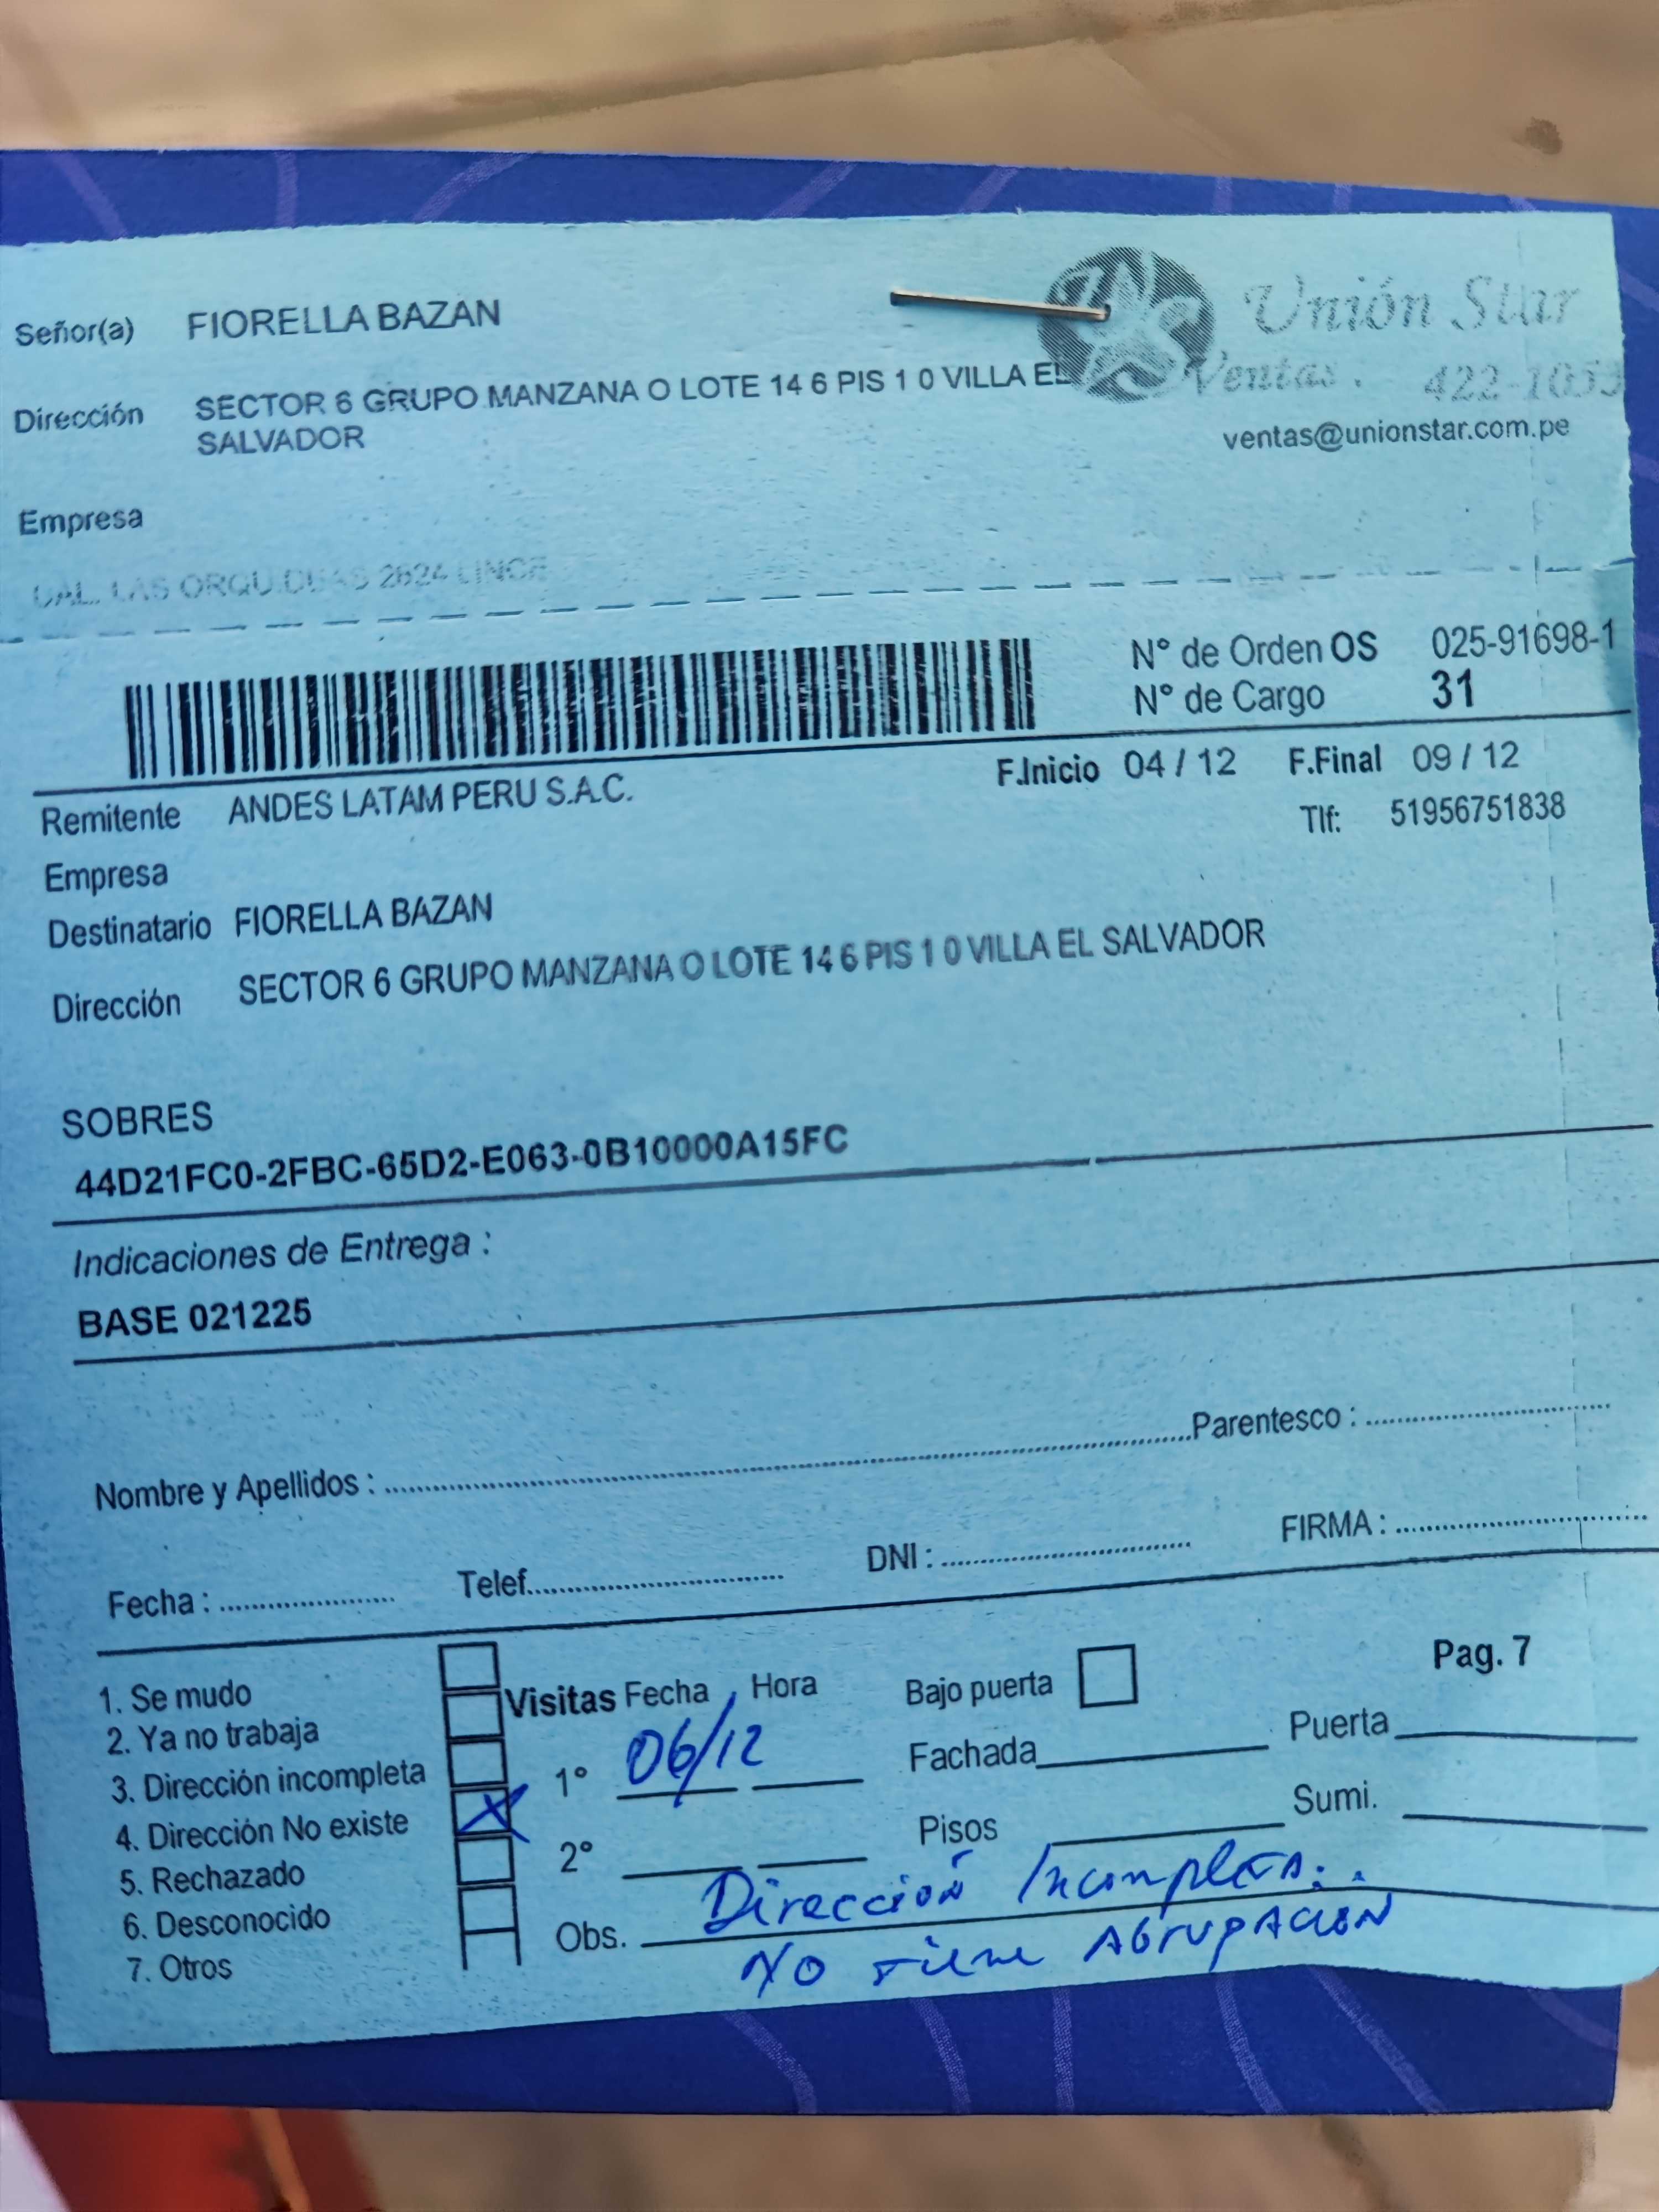 Señor(a) FIORELLA BAZAN
Unión Star
Dirección SECTOR 6 GRUPO MANZANA O LOTE 14 6 PIS 1 0 VILLA EL
SALVADOR
Ventas. 422-1053
ventas@unionstar.com.pe
Empresa
CAL. LAS ORQUIDEAS 2624 LINCE
Nº de Orden OS 025-91698-1
Nº de Cargo 31
F.Inicio 04 / 12 F.Final 09 / 12
Remitente ANDES LATAM PERU S.A.C.
Tlf: 51956751838
Empresa
Destinatario FIORELLA BAZAN
Dirección SECTOR 6 GRUPO MANZANA O LOTE 14 6 PIS 1 0 VILLA EL SALVADOR
SOBRES
44D21FC0-2FBC-65D2-E063-0B10000A15FC
Indicaciones de Entrega :
BASE 021225
Nombre y Apellidos : Parentesco :
Fecha : Telef. DNI : FIRMA :
Pag. 7
1. Se mudo
2. Ya no trabaja
3. Dirección incompleta
4. Dirección No existe X
5. Rechazado
6. Desconocido
7. Otros
Visitas Fecha Hora Bajo puerta
1° 06/12 Fachada Puerta
2° Pisos Sumi.
Obs. Dirección Incompleta..
No tiene AGrupACION